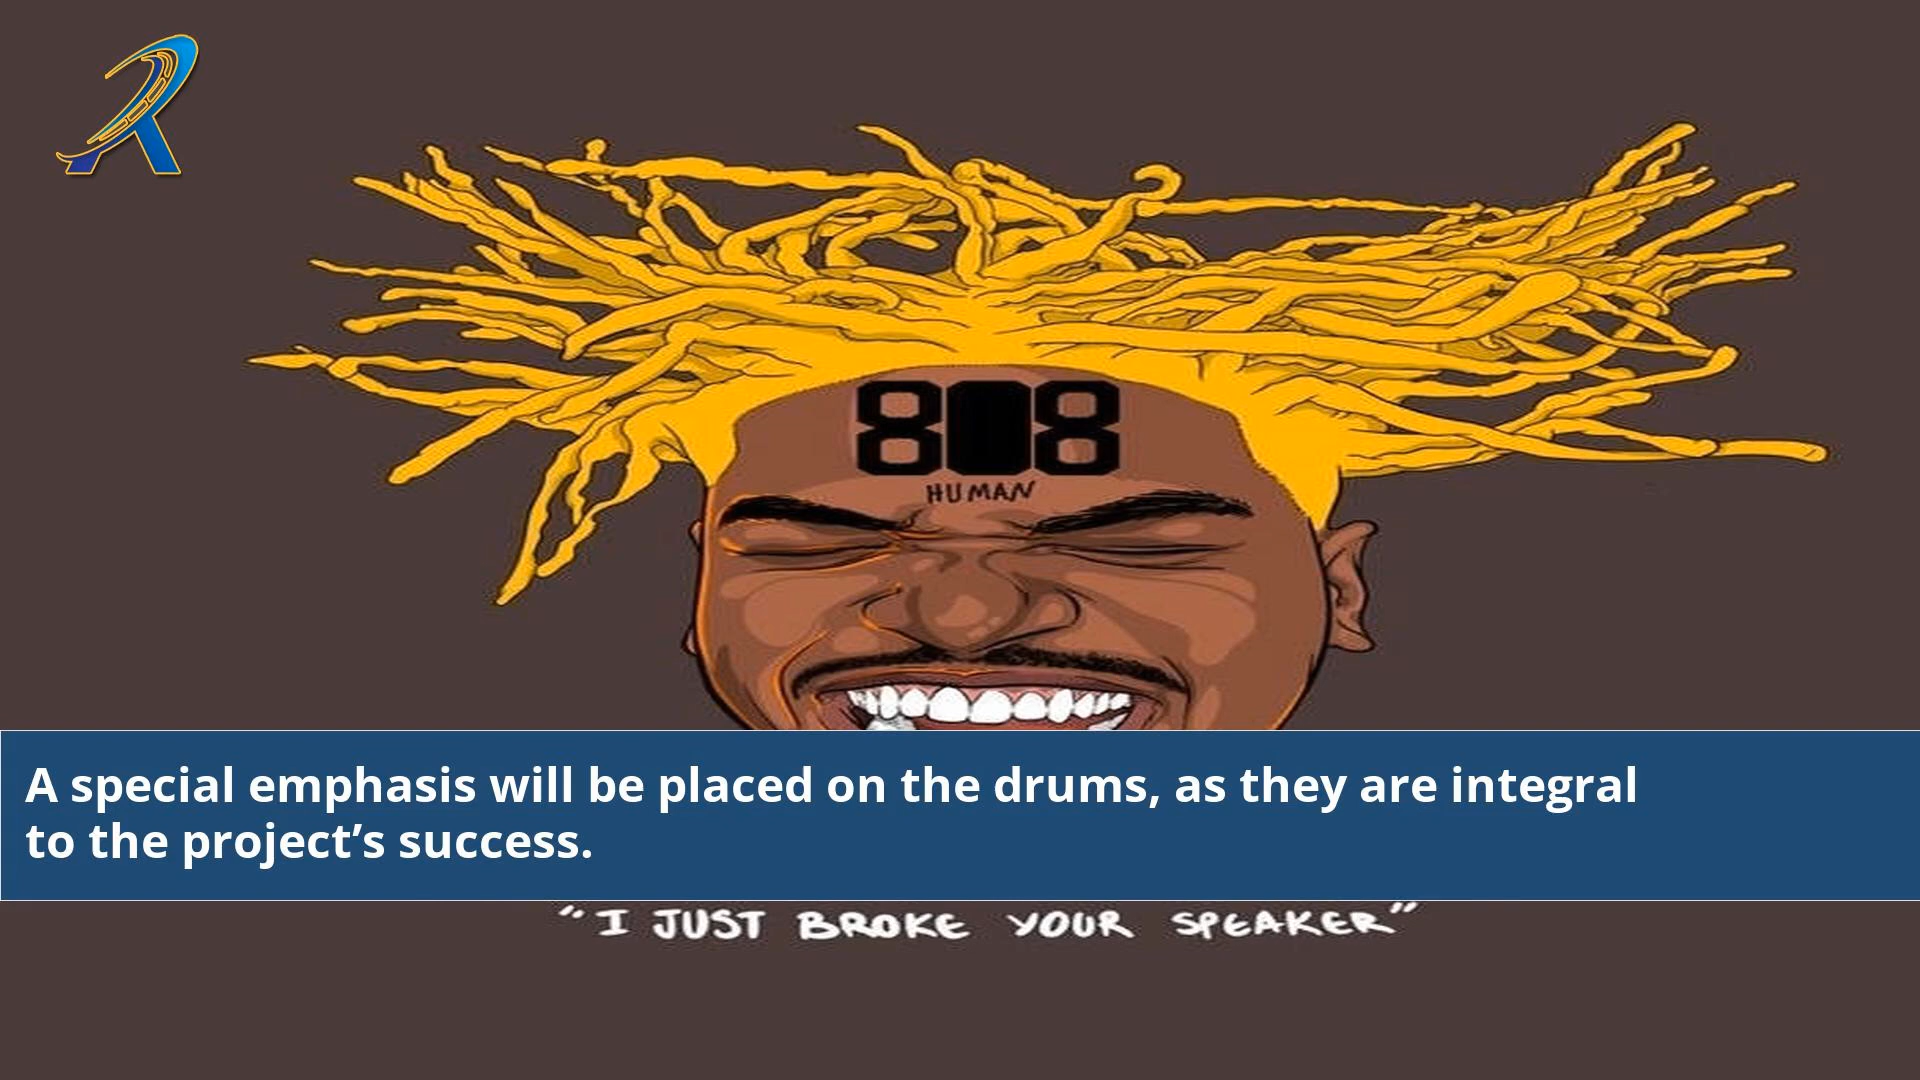 808
HUMAN
A special emphasis will be placed on the drums, as they are integral
to the project’s success.
“I JUST BROKE YOUR SPEAKER”